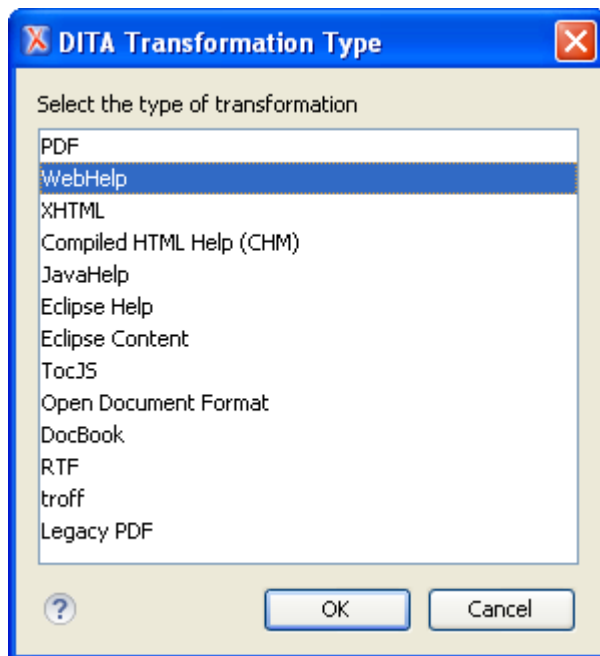 DITA Transformation Type
Select the type of transformation
PDF
WebHelp
XHTML
Compiled HTML Help (CHM)
JavaHelp
Eclipse Help
Eclipse Content
TocJS
Open Document Format
DocBook
RTF
troff
Legacy PDF
? OK Cancel